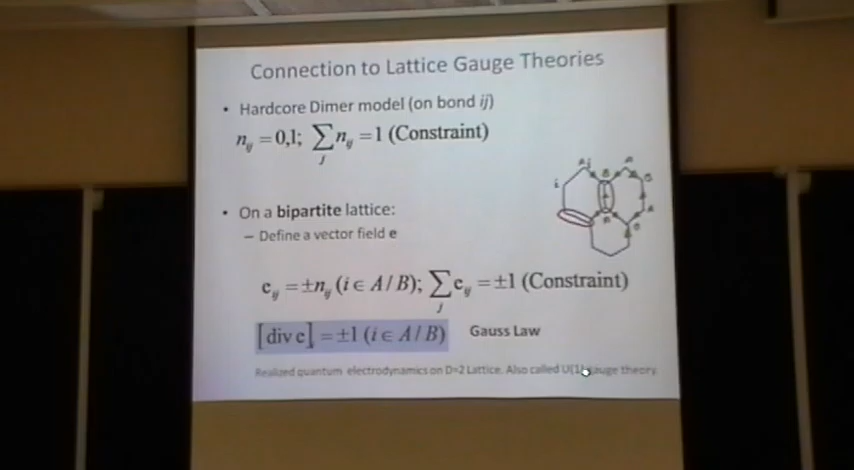 Connection to Lattice Gauge Theories
• Hardcore Dimer model (on bond ij)
n_ij = 0,1; ∑_j n_ij = 1 (Constraint)
• On a bipartite lattice:
– Define a vector field e
e_ij = ±n_ij (i ∈ A / B); ∑_j e_ij = ±1 (Constraint)
[div e]_i = ±1 (i ∈ A / B) Gauss Law
Realized quantum electrodynamics on D=2 Lattice. Also called U(1) gauge theory.